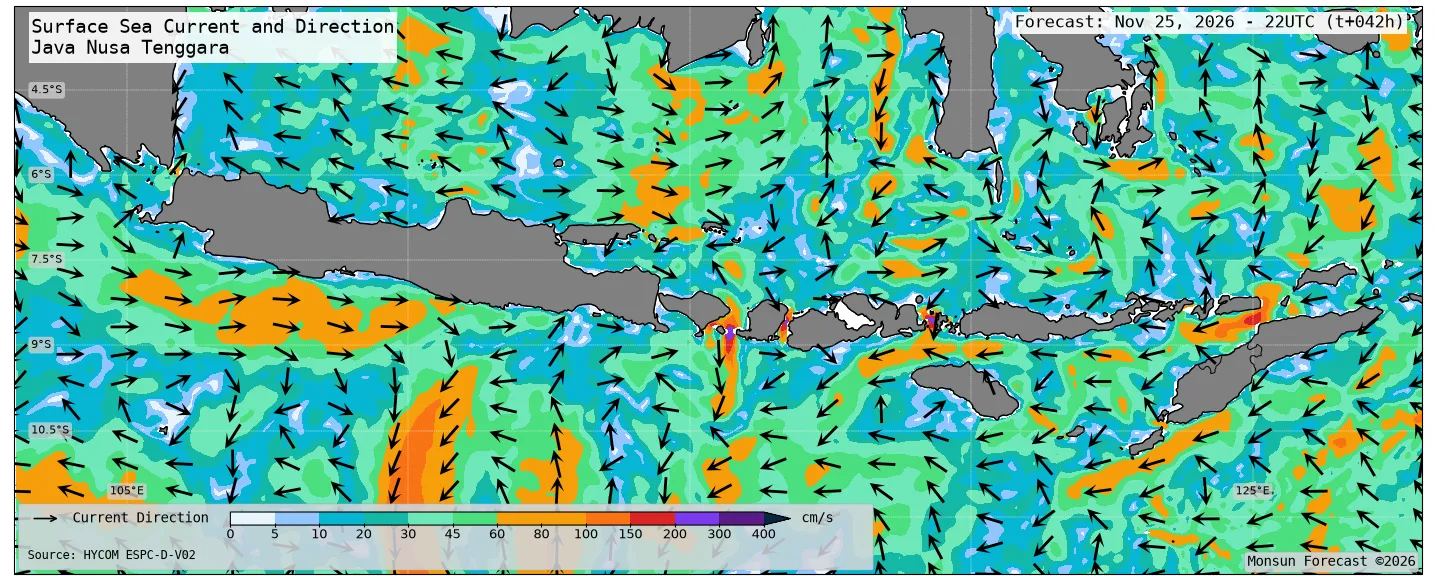 Surface Sea Current and Direction
Java Nusa Tenggara
Forecast: Nov 25, 2026 - 22UTC (t+042h)
4.5°S
6°S
7.5°S
9°S
10.5°S
105°E
125°E
Current Direction
0 5 10 20 30 45 60 80 100 150 200 300 400 cm/s
Source: HYCOM ESPC-D-V02
Monsun Forecast ©2026